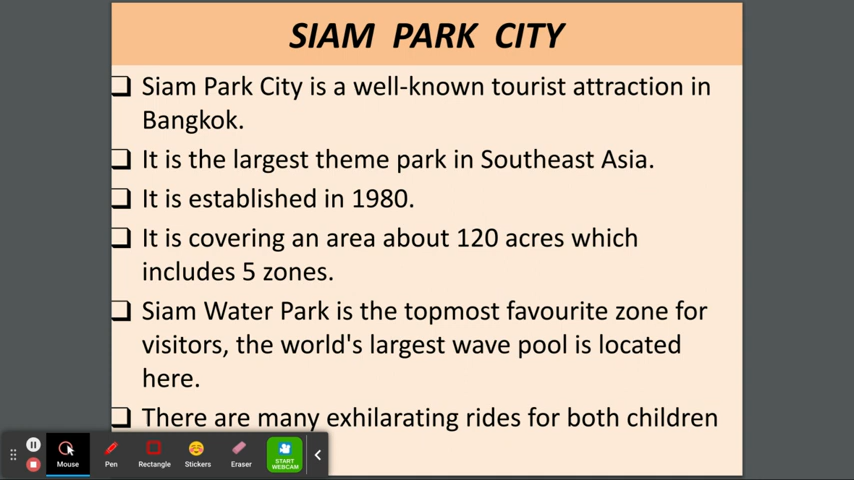 SIAM PARK CITY
❑ Siam Park City is a well-known tourist attraction in
Bangkok.
❑ It is the largest theme park in Southeast Asia.
❑ It is established in 1980.
❑ It is covering an area about 120 acres which
includes 5 zones.
❑ Siam Water Park is the topmost favourite zone for
visitors, the world's largest wave pool is located
here.
❑ There are many exhilarating rides for both children
Mouse
Pen
Rectangle
Stickers
Eraser
START
WEBCAM